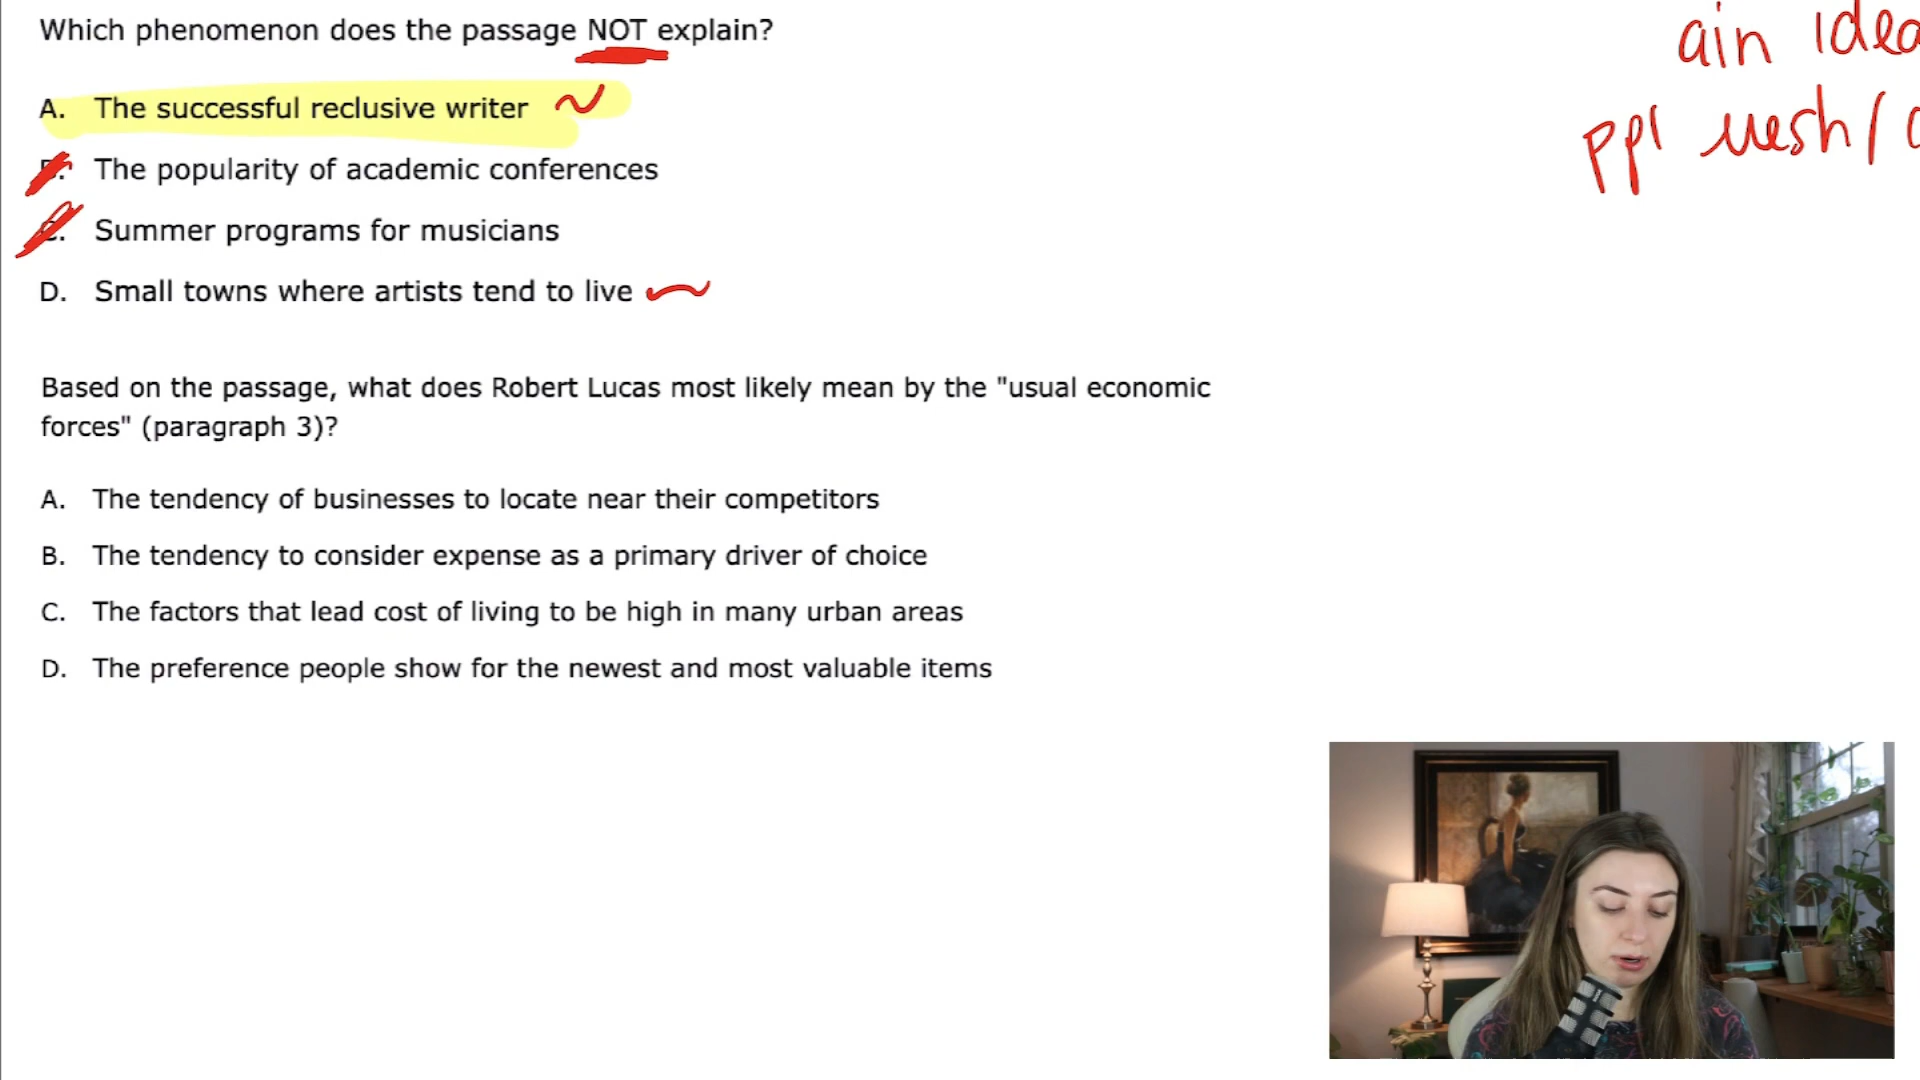 Which phenomenon does the passage NOT explain?
ain idea
A. The successful reclusive writer
ppl mesh/
The popularity of academic conferences
Summer programs for musicians
D. Small towns where artists tend to live
Based on the passage, what does Robert Lucas most likely mean by the "usual economic
forces" (paragraph 3)?
A. The tendency of businesses to locate near their competitors
B. The tendency to consider expense as a primary driver of choice
C. The factors that lead cost of living to be high in many urban areas
D. The preference people show for the newest and most valuable items